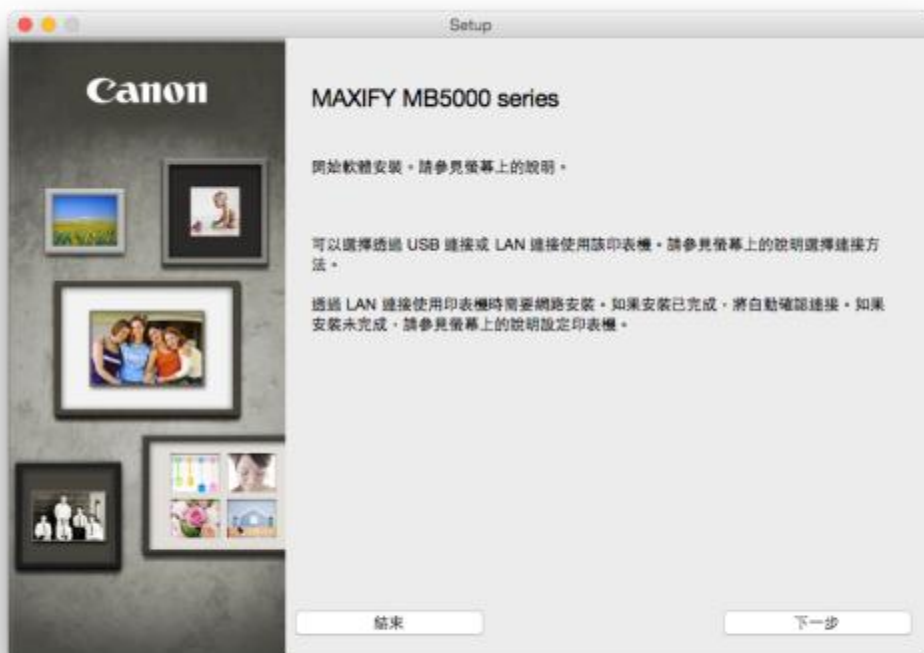 Setup
Canon
MAXIFY MB5000 series
開始軟體安裝。請參見螢幕上的說明。
可以選擇透過 USB 連接或 LAN 連接使用該印表機。請參見螢幕上的說明選擇連接方
法。
透過 LAN 連接使用印表機時需要網路安裝。如果安裝已完成，將自動確認連接。如果
安裝未完成，請參見螢幕上的說明設定印表機。
結束
下一步